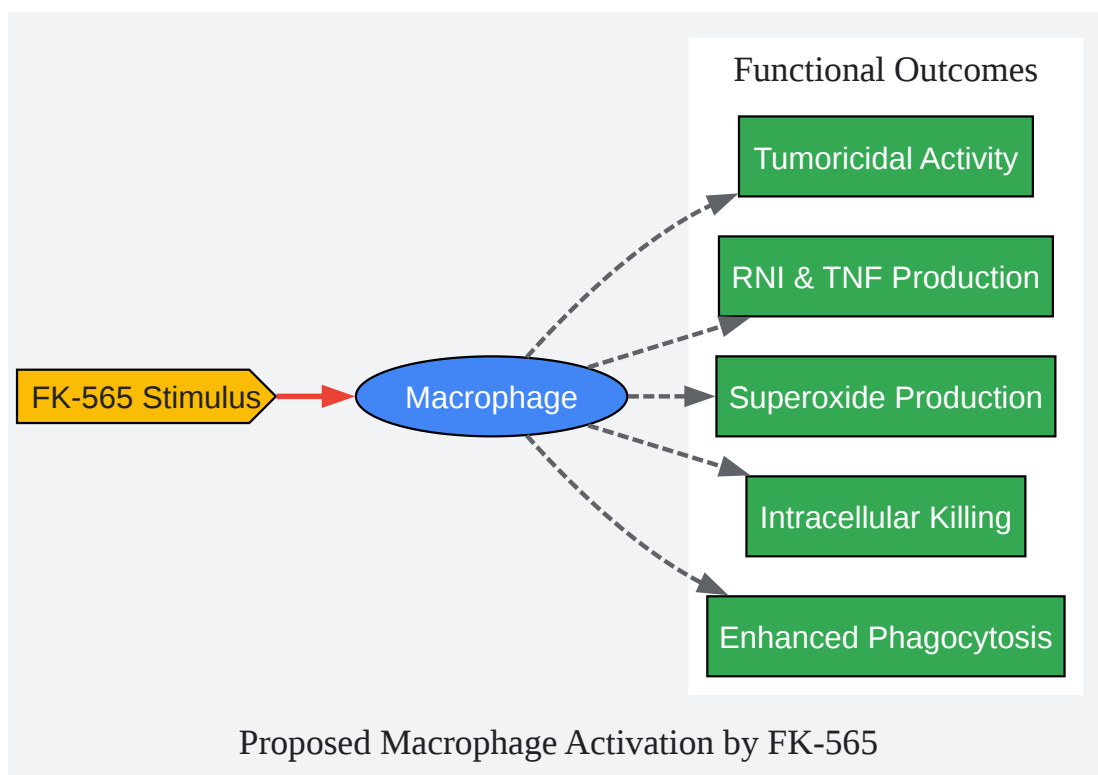 Functional Outcomes
Tumoricidal Activity
RNI & TNF Production
FK-565 Stimulus
Macrophage
Superoxide Production
Intracellular Killing
Enhanced Phagocytosis
Proposed Macrophage Activation by FK-565